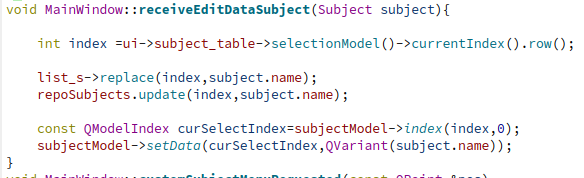 void MainWindow::receiveEditDataSubject(Subject subject){
int index =ui->subject_table->selectionModel()->currentIndex().row();
list_s->replace(index,subject.name);
repoSubjects.update(index,subject.name);
const QModelIndex curSelectIndex=subjectModel->index(index,0);
subjectModel->setData(curSelectIndex,QVariant(subject.name));
}